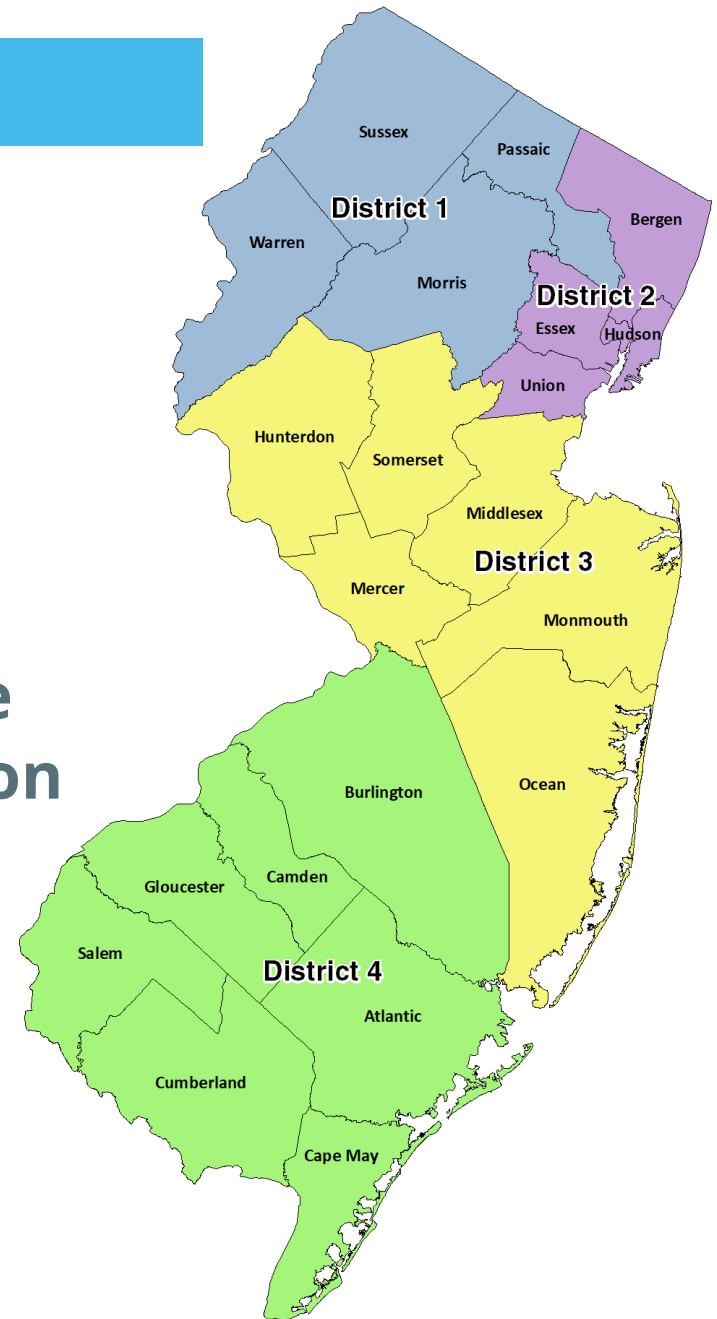 Sussex
Passaic
District 1
Bergen
Warren
Morris
District 2
Essex
Hudson
Union
Hunterdon
Somerset
Middlesex
District 3
Mercer
Monmouth
e
on
Ocean
Burlington
Camden
Gloucester
Salem
District 4
Atlantic
Cumberland
Cape May